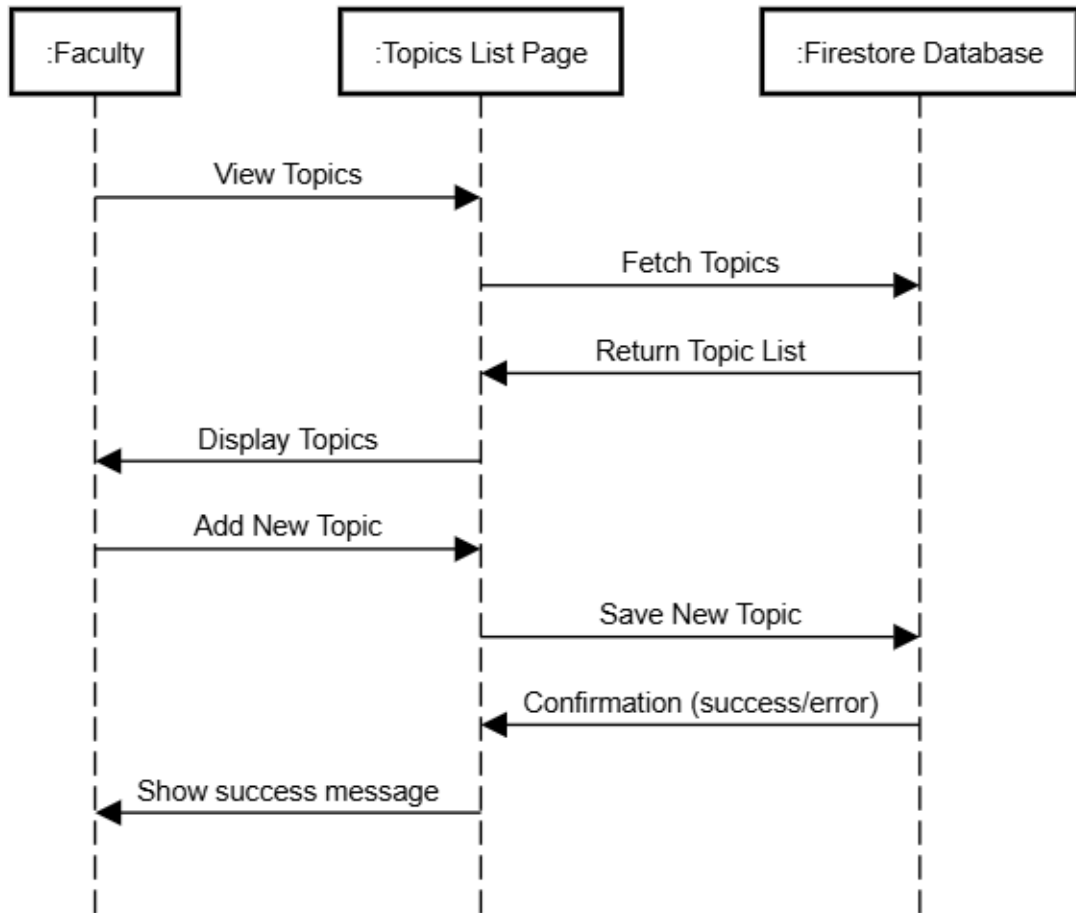 :Faculty
:Topics List Page
:Firestore Database
View Topics
Fetch Topics
Return Topic List
Display Topics
Add New Topic
Save New Topic
Confirmation (success/error)
Show success message